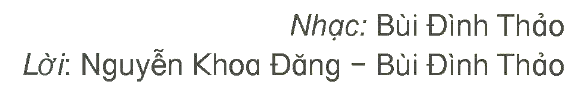 Nhạc: Bùi Đình Thảo
Lời: Nguyễn Khoa Đăng – Bùi Đình Thảo